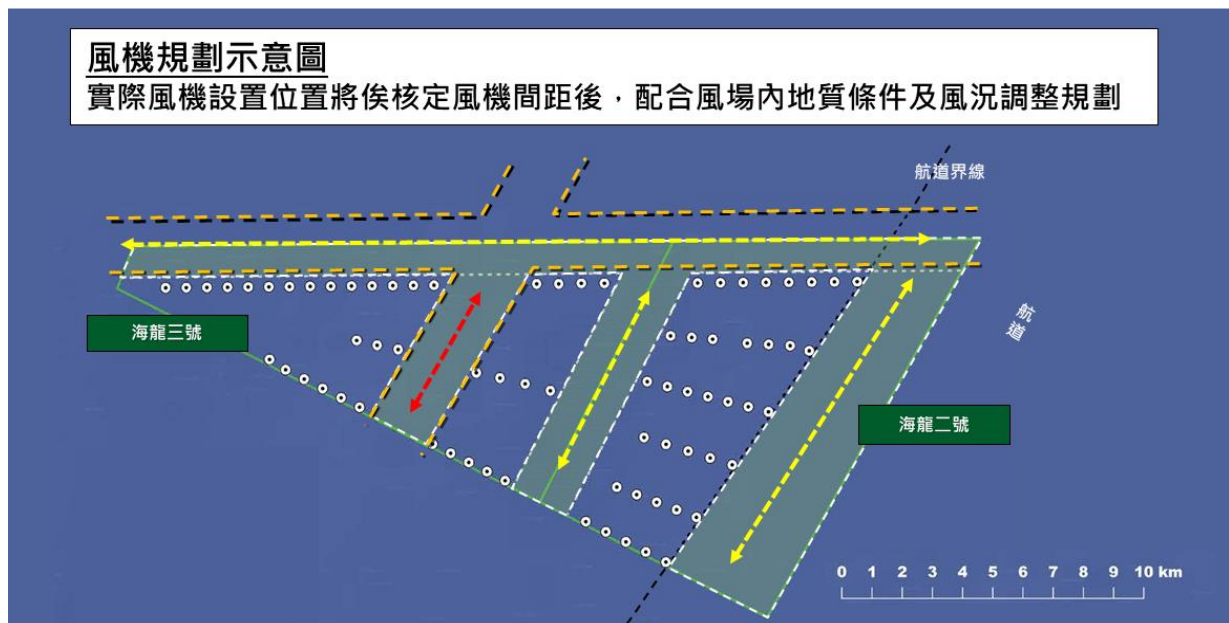 風機規劃示意圖
實際風機設置位置將俟核定風機間距後，配合風場內地質條件及風況調整規劃
航道界線
航道
海龍三號
海龍二號
0 1 2 3 4 5 6 7 8 9 10 km